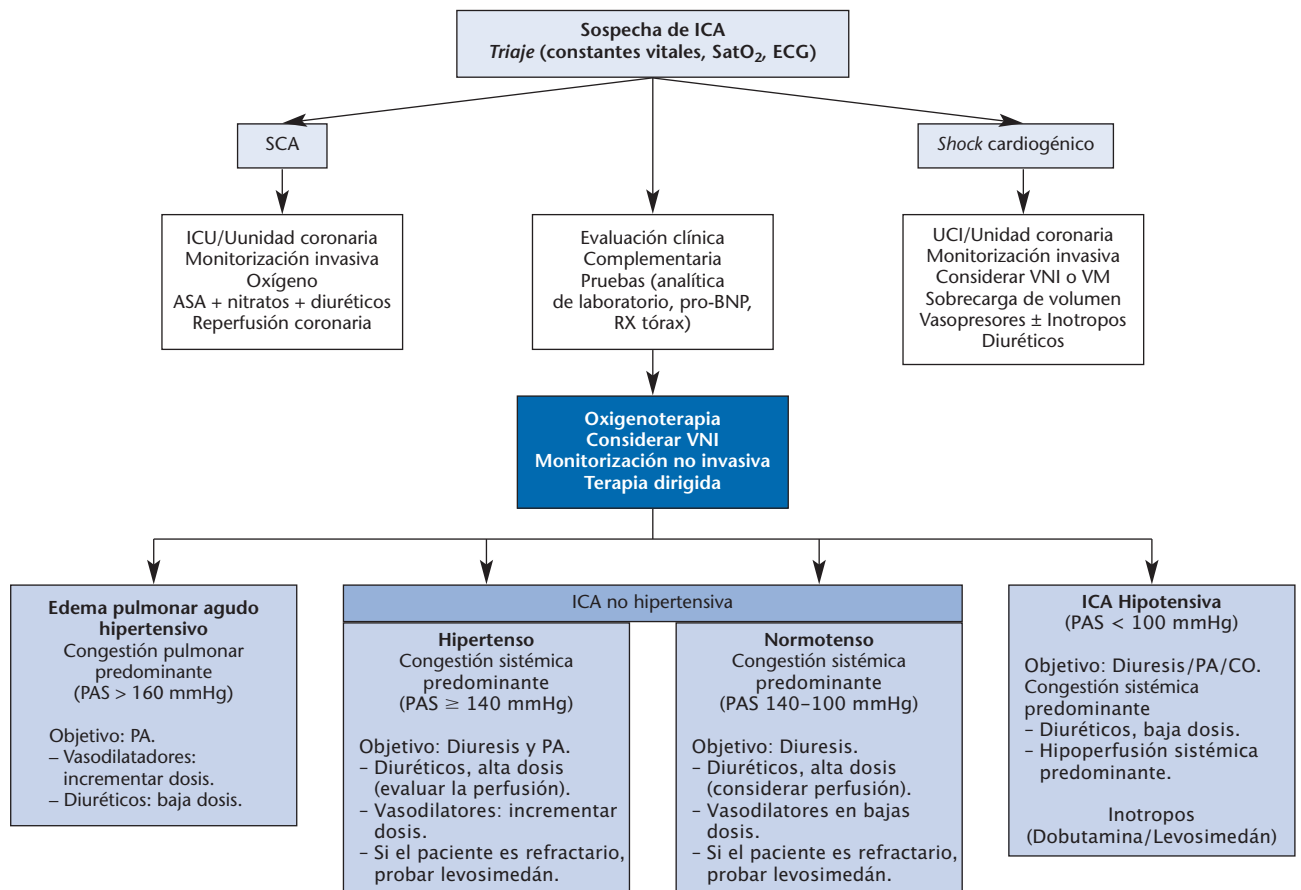 Sospecha de ICA
Triaje (constantes vitales, SatO₂, ECG)
SCA
Shock cardiogénico
ICU/Uunidad coronaria
Monitorización invasiva
Oxígeno
ASA + nitratos + diuréticos
Reperfusión coronaria
Evaluación clínica
Complementaria
Pruebas (analítica
de laboratorio, pro-BNP,
RX tórax)
UCI/Unidad coronaria
Monitorización invasiva
Considerar VNI o VM
Sobrecarga de volumen
Vasopresores ± Inotropos
Diuréticos
Oxigenoterapia
Considerar VNI
Monitorización no invasiva
Terapia dirigida
Edema pulmonar agudo
hipertensivo
Congestión pulmonar
predominante
(PAS > 160 mmHg)
Objetivo: PA.
– Vasodilatadores:
incrementar dosis.
– Diuréticos: baja dosis.
ICA no hipertensiva
Hipertenso
Congestión sistémica
predominante
(PAS ≥ 140 mmHg)
Objetivo: Diuresis y PA.
– Diuréticos, alta dosis
(evaluar la perfusión).
– Vasodilatores: incrementar
dosis.
– Si el paciente es refractario,
probar levosimedán.
Normotenso
Congestión sistémica
predominante
(PAS 140–100 mmHg)
Objetivo: Diuresis.
– Diuréticos, alta dosis
(considerar perfusión).
– Vasodilatores en bajas
dosis.
– Si el paciente es refractario,
probar levosimedán.
ICA Hipotensiva
(PAS < 100 mmHg)
Objetivo: Diuresis/PA/CO.
Congestión sistémica
predominante
– Diuréticos, baja dosis.
– Hipoperfusión sistémica
predominante.
Inotropos
(Dobutamina/Levosimedán)